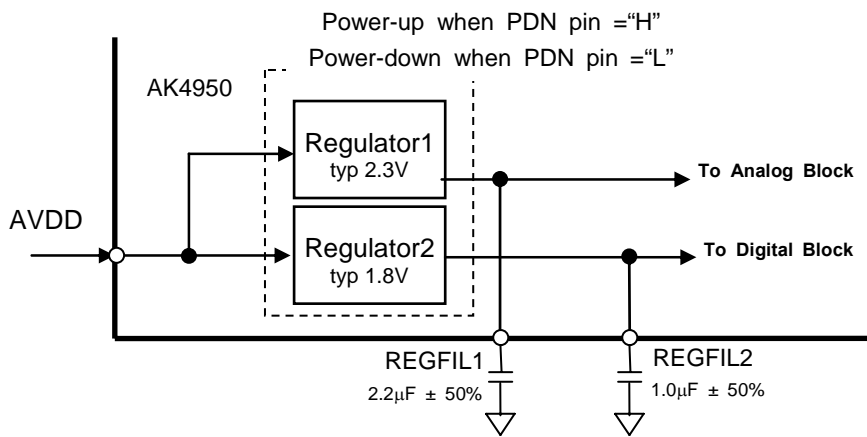 Power-up when PDN pin ="H"
Power-down when PDN pin ="L"
AK4950
Regulator1
typ 2.3V
To Analog Block
AVDD
Regulator2
typ 1.8V
To Digital Block
REGFIL1
2.2μF ± 50%
REGFIL2
1.0μF ± 50%